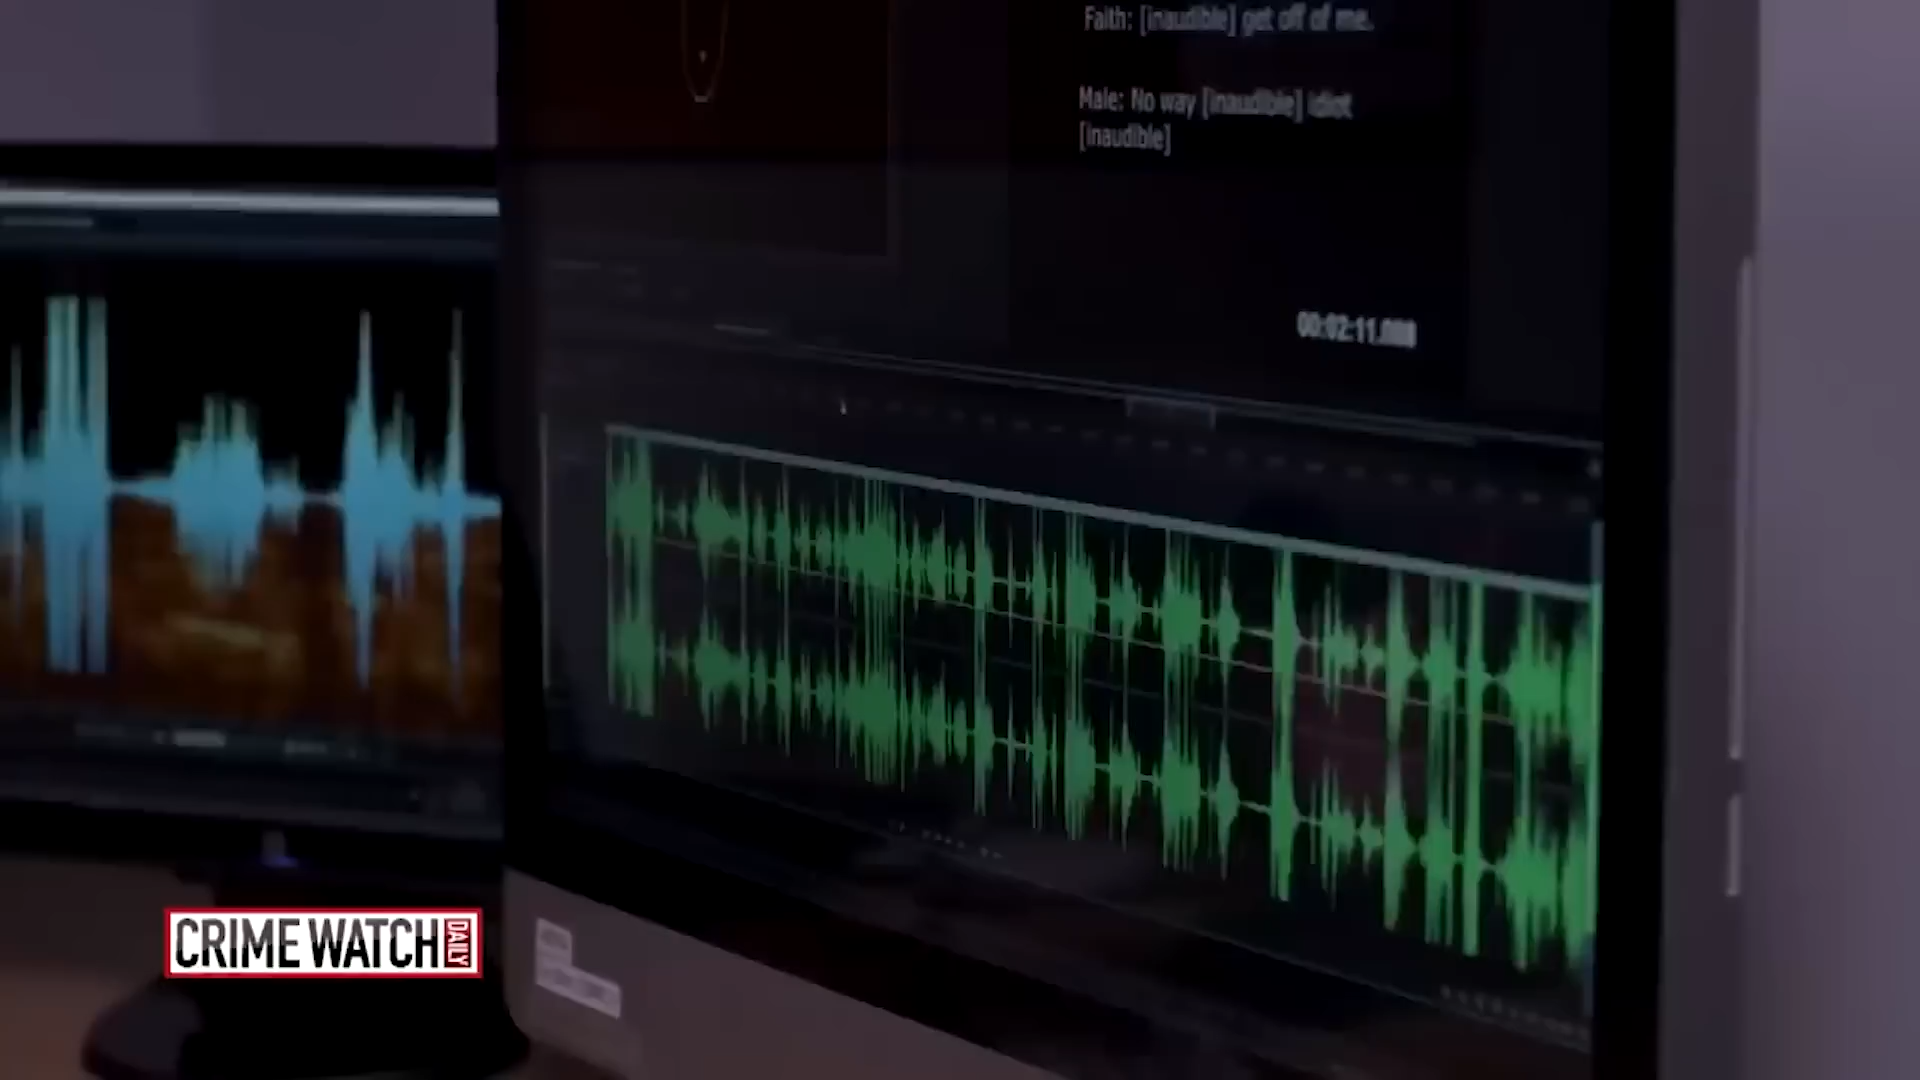 Faith: [inaudible] get off of me.
Male: No way [inaudible] idiot
[inaudible]
00:02:11.000
CRIME WATCH DAILY